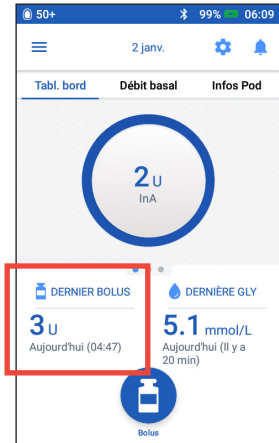 50+ 99% 06:09
2 janv.
Tabl. bord Débit basal Infos Pod
2 U
InA
DERNIER BOLUS DERNIÈRE GLY
3 U 5.1 mmol/L
Aujourd'hui (04:47) Aujourd'hui (Il y a
20 min)
Bolus